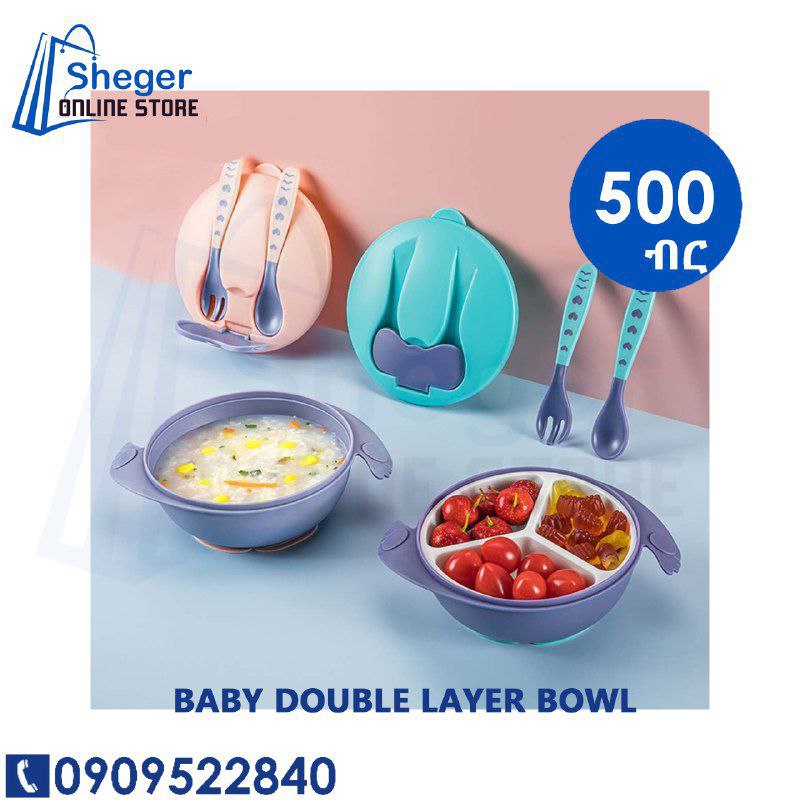 Sheger
ONLINE STORE
500
ብር
BABY DOUBLE LAYER BOWL
0909522840